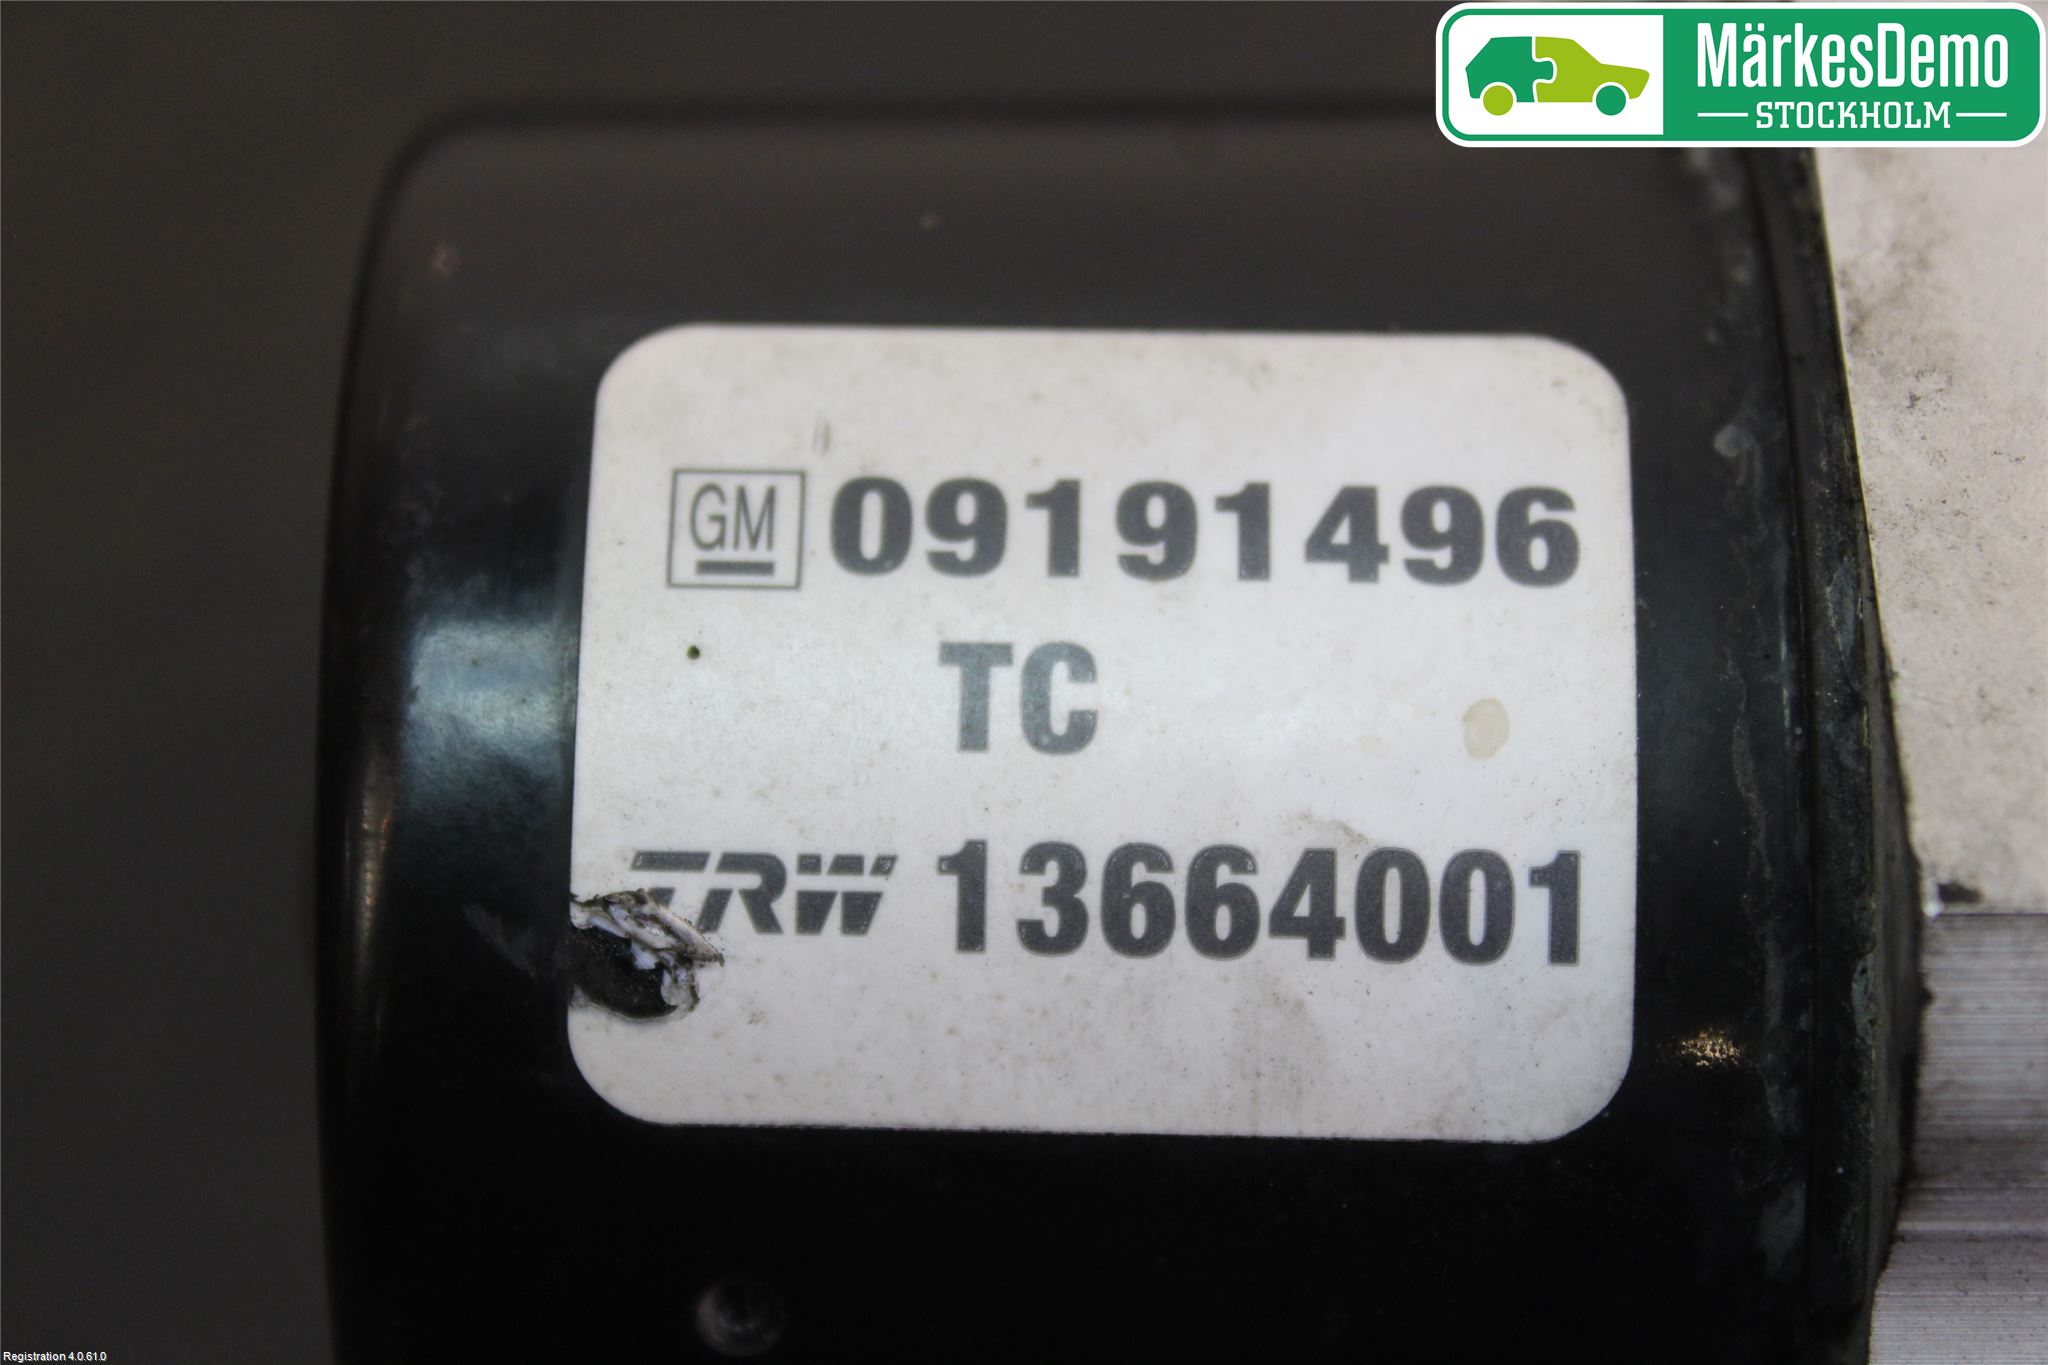 MärkesDemo
STOCKHOLM
GM 09191496
TC
TRW 13664001
Registration 4.0.61.0